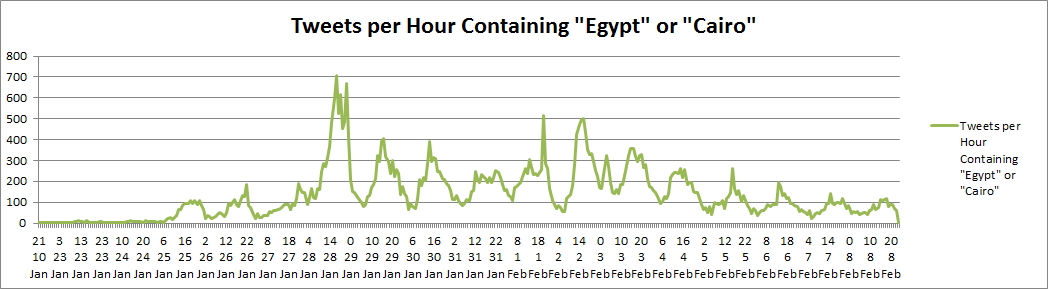 Tweets per Hour Containing "Egypt" or "Cairo"
800
700
600
500
400
300
200
100
0
21 3 13 23 10 20 4 14 2 12 22 8 18 4 14 0 10 20 6 16 2 12 22 8 18 4 14 0 10 20 6 16 2 12 22 8 18 4 14 0 10 20
10 23 23 23 24 24 25 25 26 26 26 27 27 28 28 29 29 29 30 30 31 31 31 1 1 2 2 3 3 3 4 4 5 5 5 6 6 7 7 8 8 8
Jan Jan Jan Jan Jan Jan Jan Jan Jan Jan Jan Jan Jan Jan Jan Jan Jan Jan Jan Jan Jan Jan Jan Feb Feb Feb Feb Feb Feb Feb Feb Feb Feb Feb Feb Feb Feb Feb Feb Feb Feb Feb
Tweets per
Hour
Containing
"Egypt" or
"Cairo"